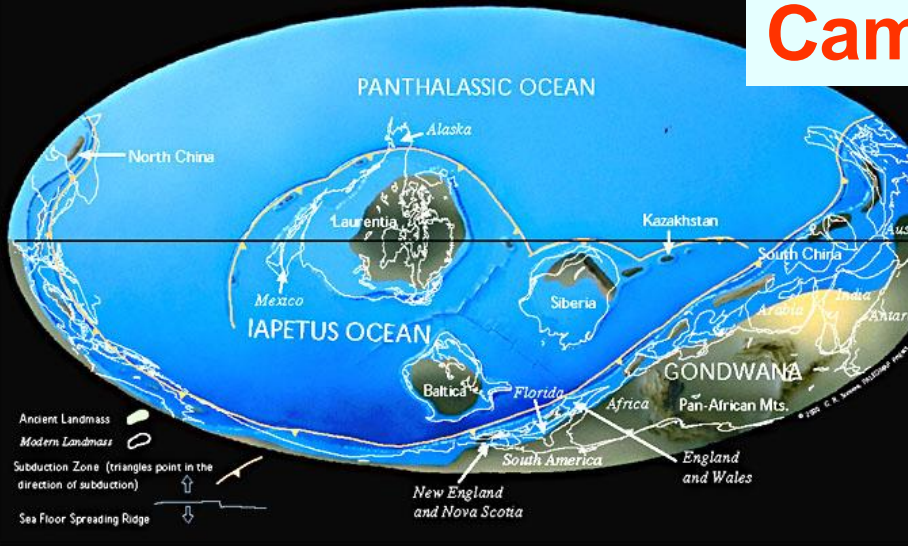 Cam
PANTHALASSIC OCEAN
Alaska
North China
Laurentia
Kazakhstan
South China
Aus
Mexico
Siberia
India
Arabia
Antar
IAPETUS OCEAN
GONDWANA
Baltica
Florida
Africa
Pan-African Mts.
South America
England
and Wales
New England
and Nova Scotia
Ancient Landmass
Modern Landmass
Subduction Zone (triangles point in the
direction of subduction)
Sea Floor Spreading Ridge